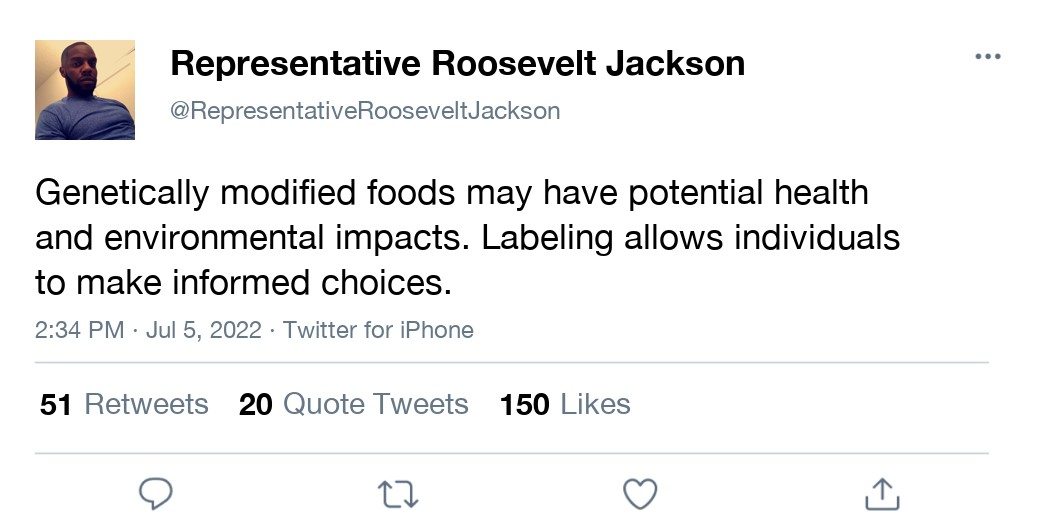 Representative Roosevelt Jackson
@RepresentativeRooseveltJackson
Genetically modified foods may have potential health
and environmental impacts. Labeling allows individuals
to make informed choices.
2:34 PM · Jul 5, 2022 · Twitter for iPhone
51 Retweets 20 Quote Tweets 150 Likes